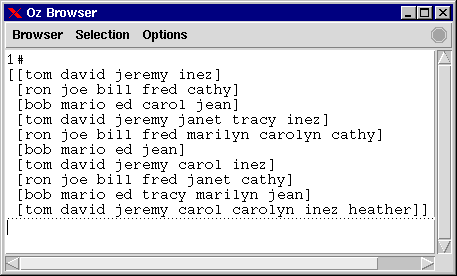 Oz Browser
Browser Selection Options
1#
[[tom david jeremy inez]
[ron joe bill fred cathy]
[bob mario ed carol jean]
[tom david jeremy janet tracy inez]
[ron joe bill fred marilyn carolyn cathy]
[bob mario ed jean]
[tom david jeremy carol inez]
[ron joe bill fred janet cathy]
[bob mario ed tracy marilyn jean]
[tom david jeremy carol carolyn inez heather]]